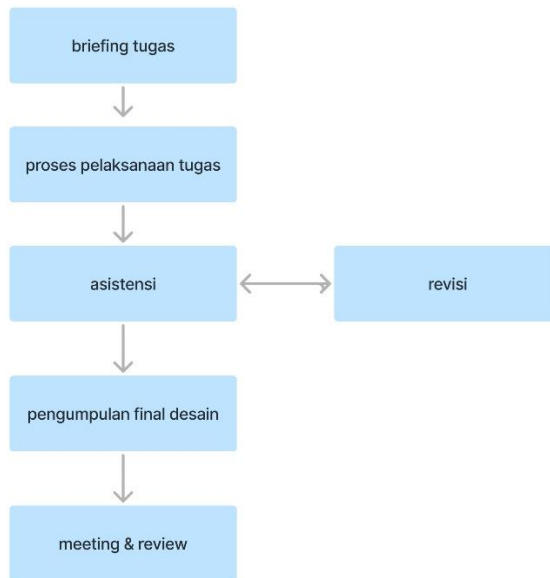 briefing tugas
proses pelaksanaan tugas
asistensi
revisi
pengumpulan final desain
meeting & review